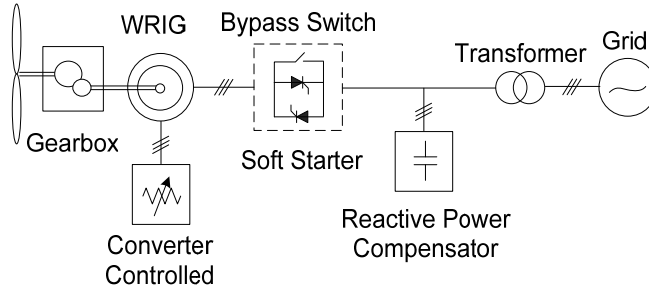 WRIG
Bypass Switch
Transformer
Grid
Gearbox
Soft Starter
Reactive Power
Compensator
Converter
Controlled